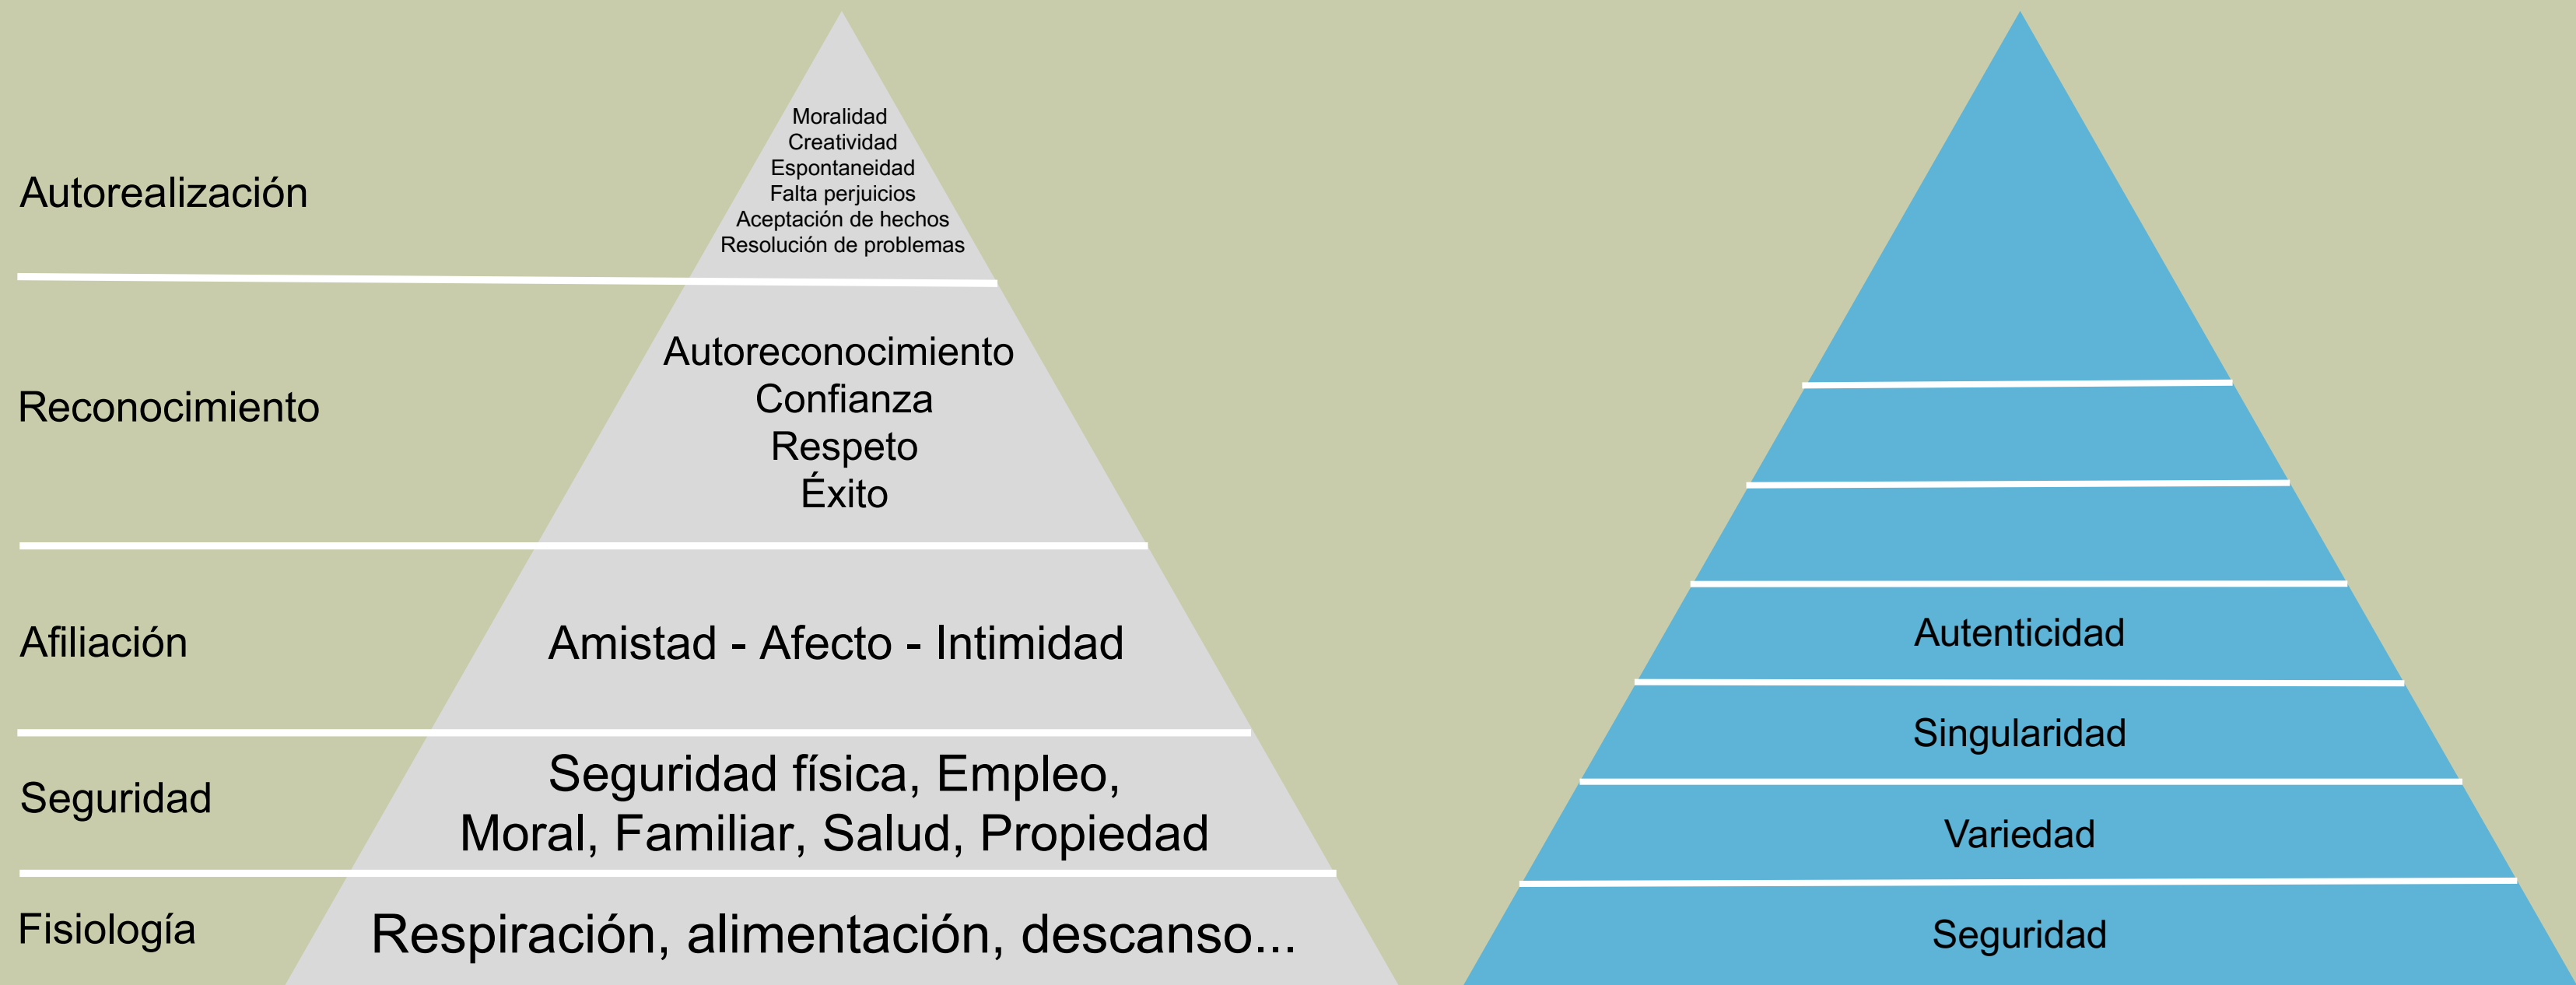 Autorealización
Moralidad
Creatividad
Espontaneidad
Falta perjuicios
Aceptación de hechos
Resolución de problemas
Reconocimiento
Autoreconocimiento
Confianza
Respeto
Éxito
Afiliación
Amistad - Afecto - Intimidad
Seguridad
Seguridad física, Empleo,
Moral, Familiar, Salud, Propiedad
Fisiología
Respiración, alimentación, descanso...
Autenticidad
Singularidad
Variedad
Seguridad